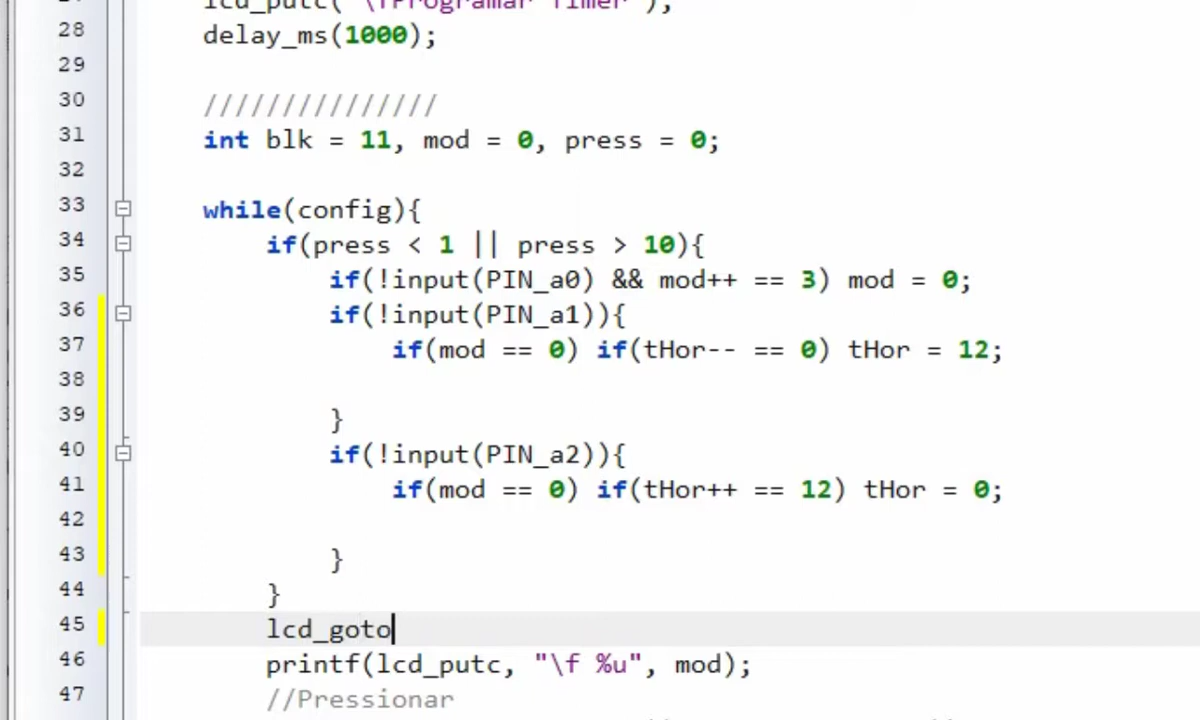 lcd_putc("\fProgramar Timer");
28 delay_ms(1000);
29
30 ///////////////
31 int blk = 11, mod = 0, press = 0;
32
33 while(config){
34 if(press < 1 || press > 10){
35 if(!input(PIN_a0) && mod++ == 3) mod = 0;
36 if(!input(PIN_a1)){
37 if(mod == 0) if(tHor-- == 0) tHor = 12;
38
39 }
40 if(!input(PIN_a2)){
41 if(mod == 0) if(tHor++ == 12) tHor = 0;
42
43 }
44 }
45 lcd_goto
46 printf(lcd_putc, "\f %u", mod);
47 //Pressionar